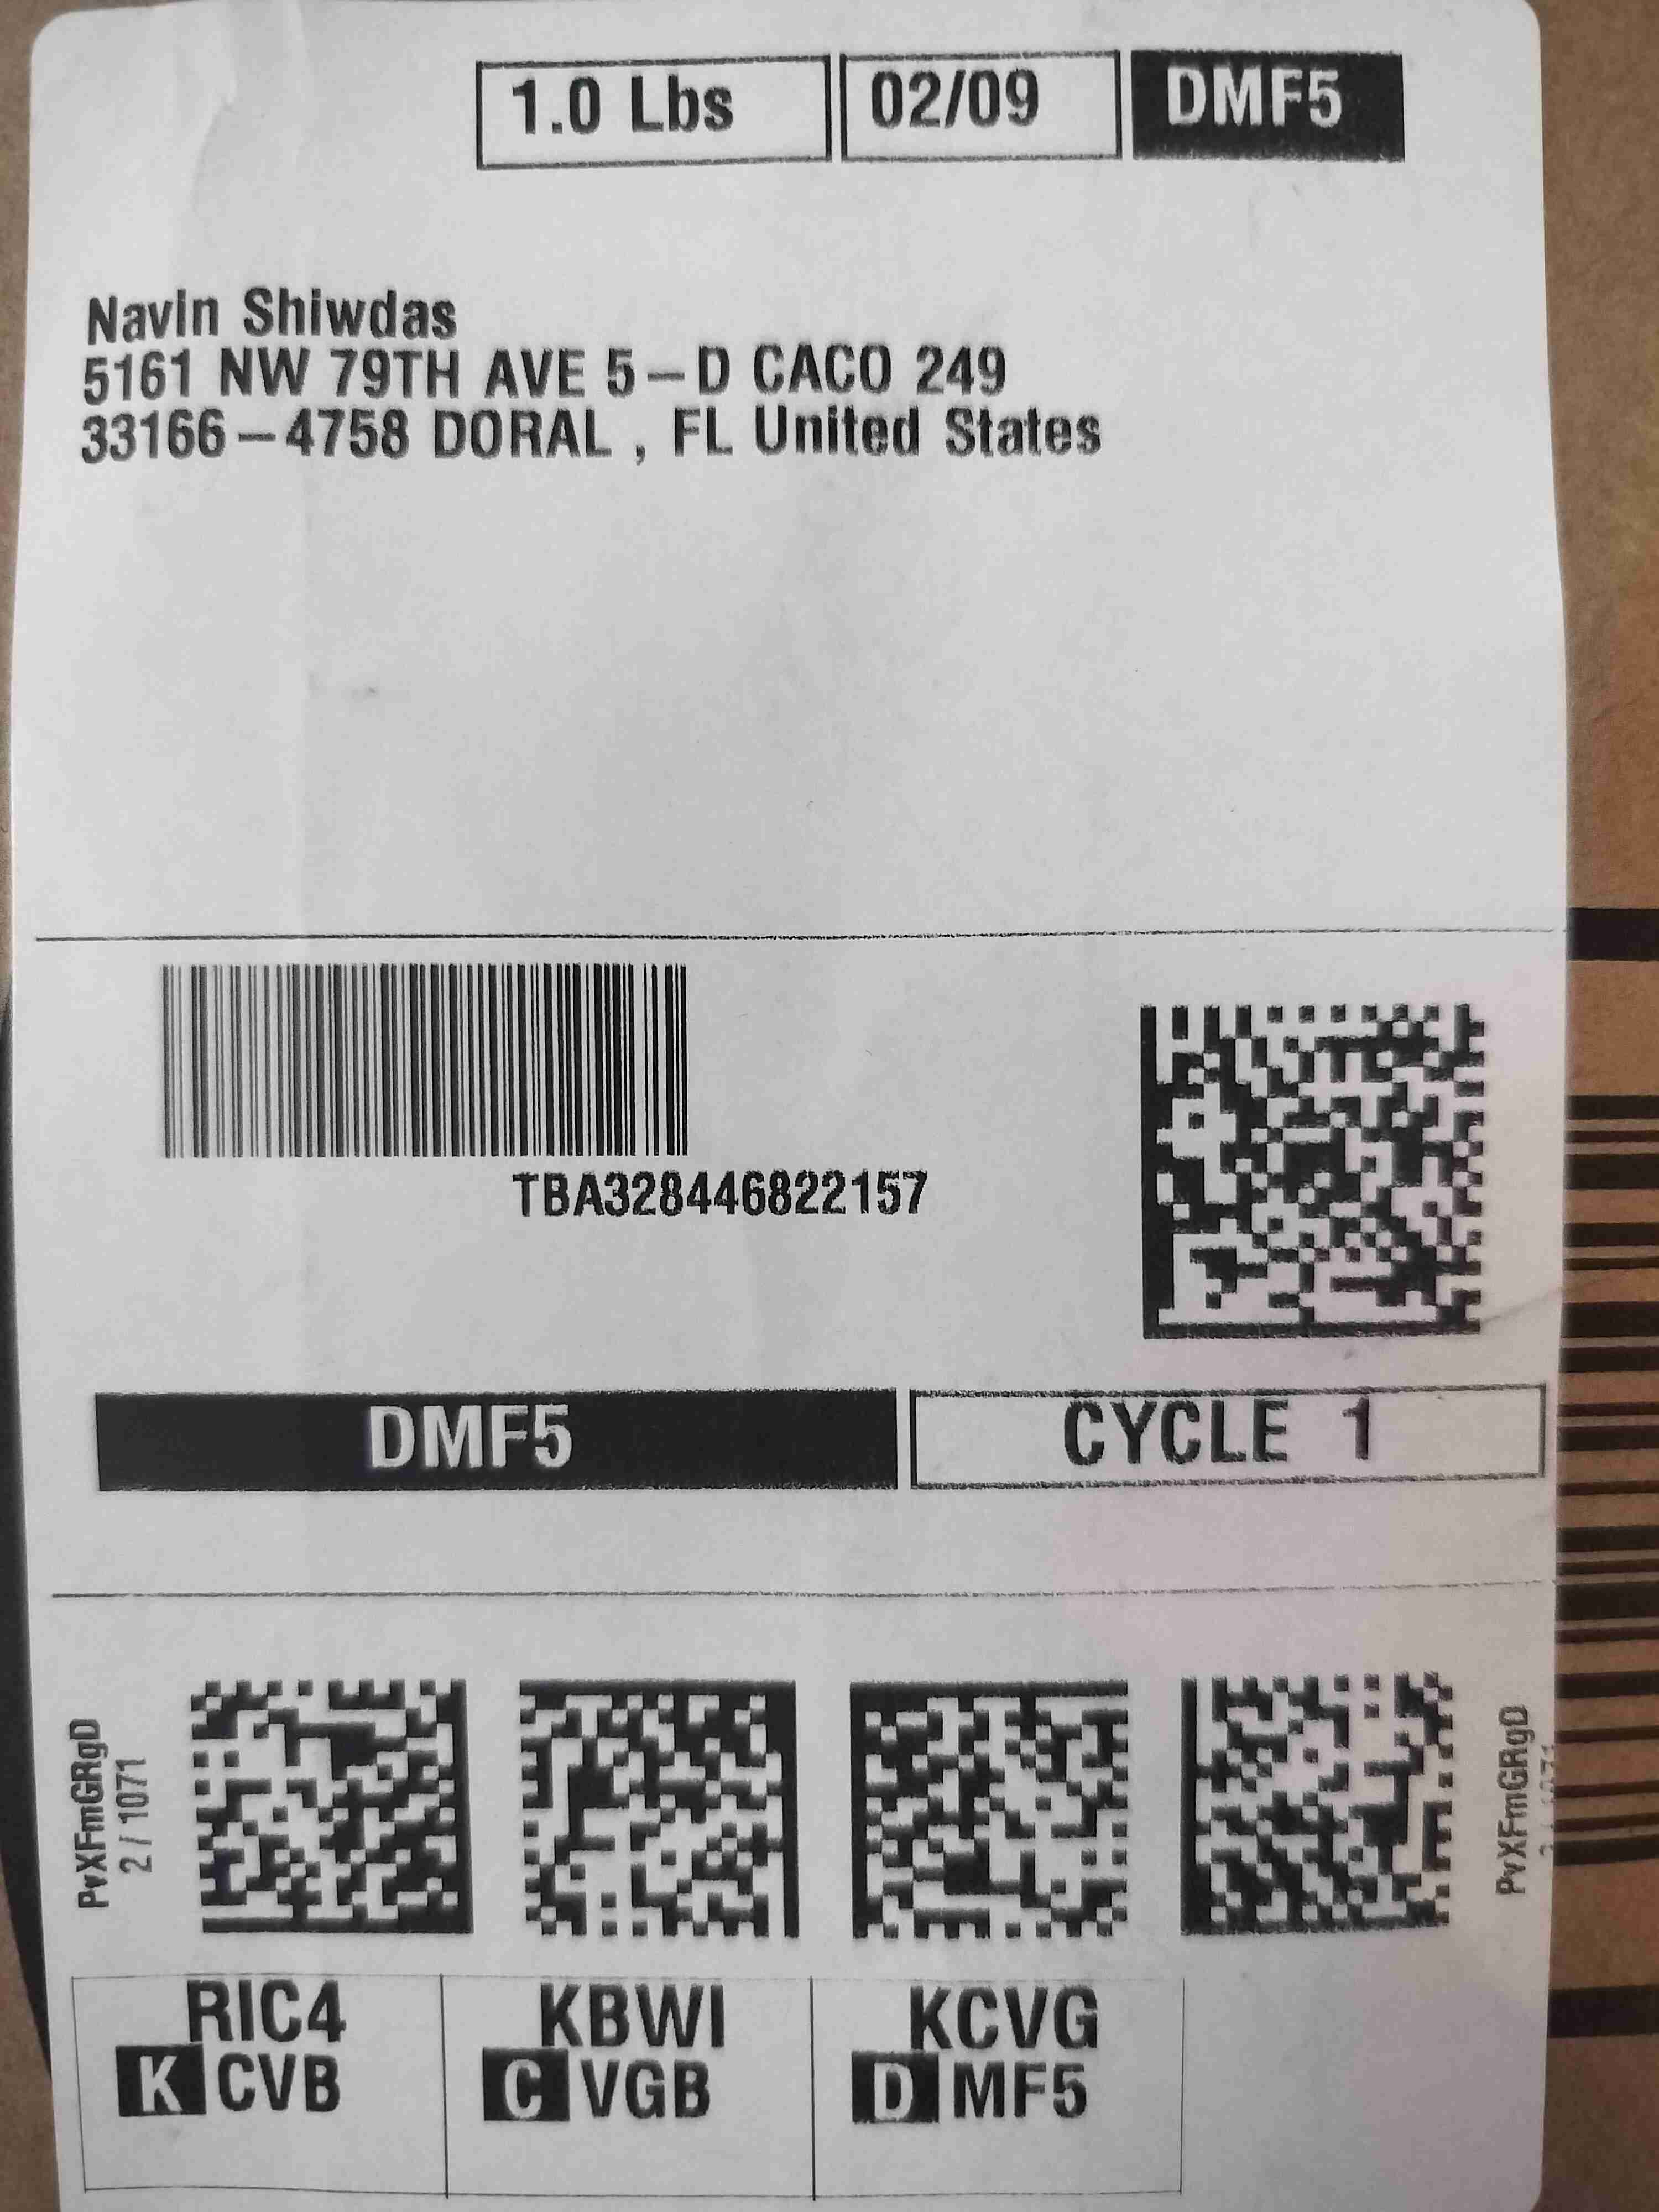 1.0 Lbs 02/09 DMF5
Navin Shiwdas
5161 NW 79TH AVE 5-D CACO 249
33166-4758 DORAL , FL United States
TBA328446822157
DMF5 CYCLE 1
PvXFmGRgD
2 / 1071
PvXFmGRgD
RIC4 KBWI KCVG
K CVB C VGB D MF5